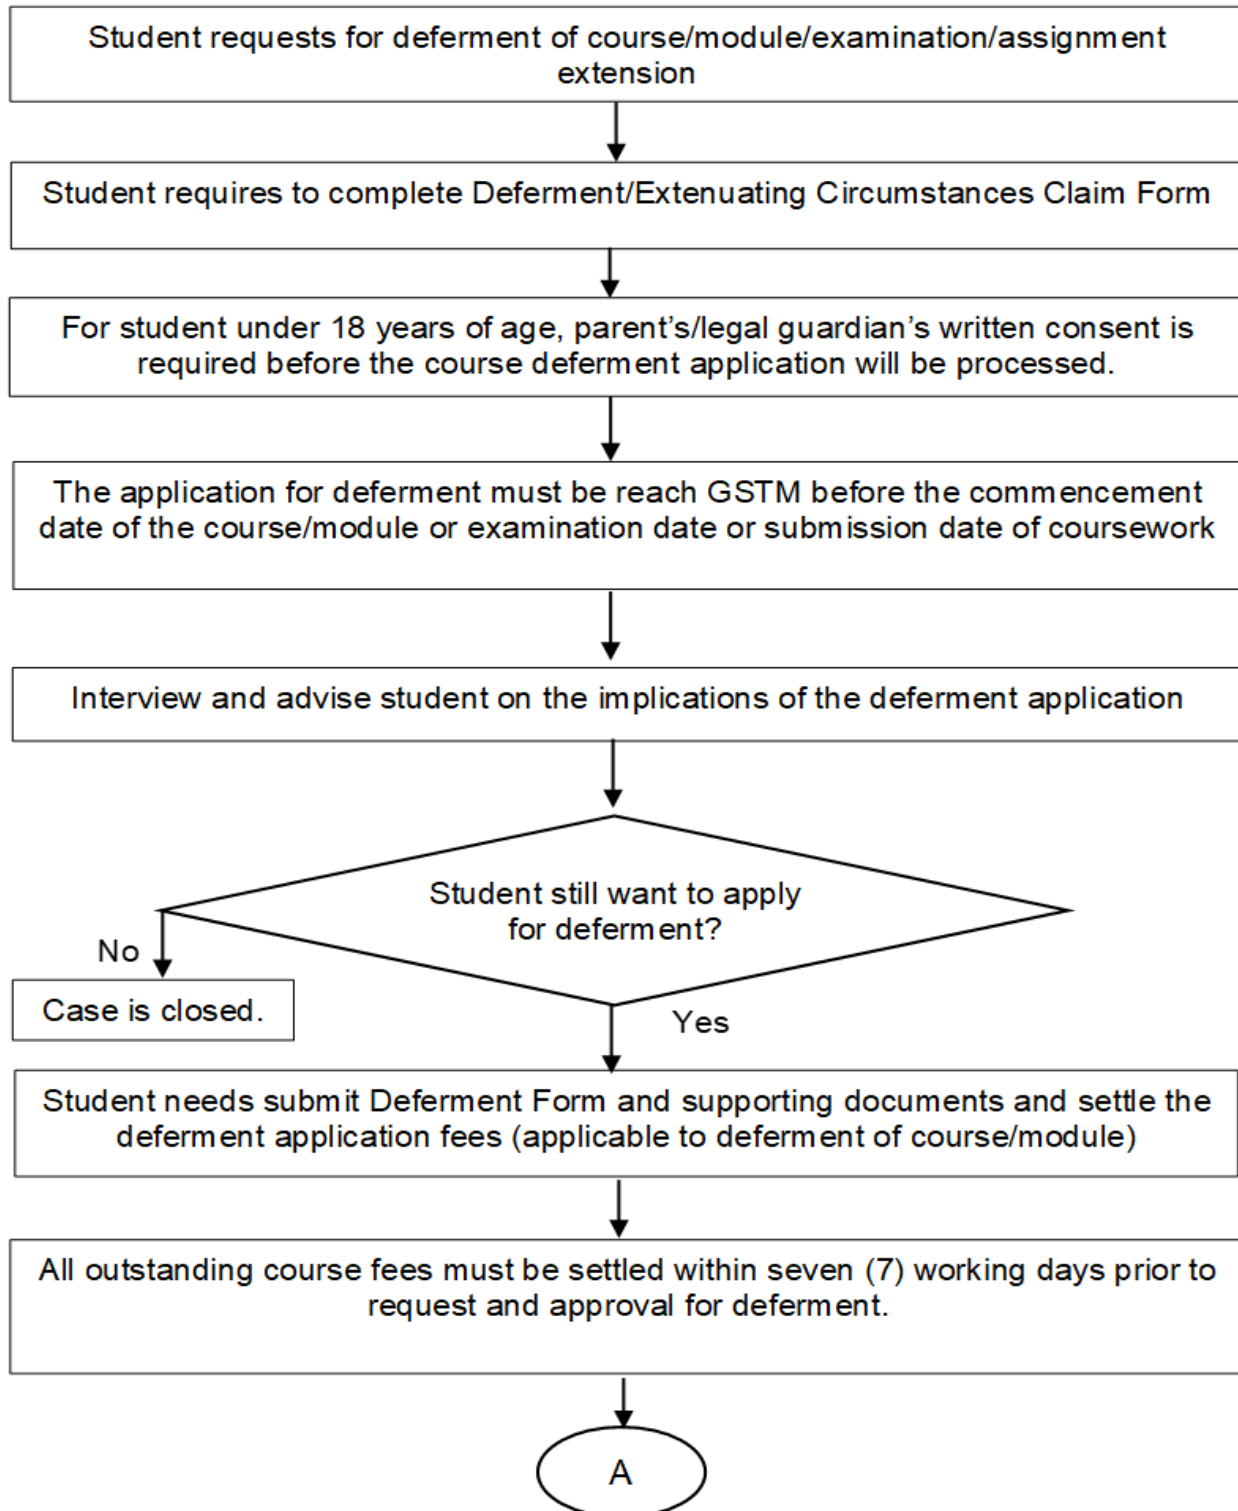 Student requests for deferment of course/module/examination/assignment
extension
Student requires to complete Deferment/Extenuating Circumstances Claim Form
For student under 18 years of age, parent’s/legal guardian’s written consent is
required before the course deferment application will be processed.
The application for deferment must be reach GSTM before the commencement
date of the course/module or examination date or submission date of coursework
Interview and advise student on the implications of the deferment application
Student still want to apply
for deferment?
No
Case is closed.
Yes
Student needs submit Deferment Form and supporting documents and settle the
deferment application fees (applicable to deferment of course/module)
All outstanding course fees must be settled within seven (7) working days prior to
request and approval for deferment.
A